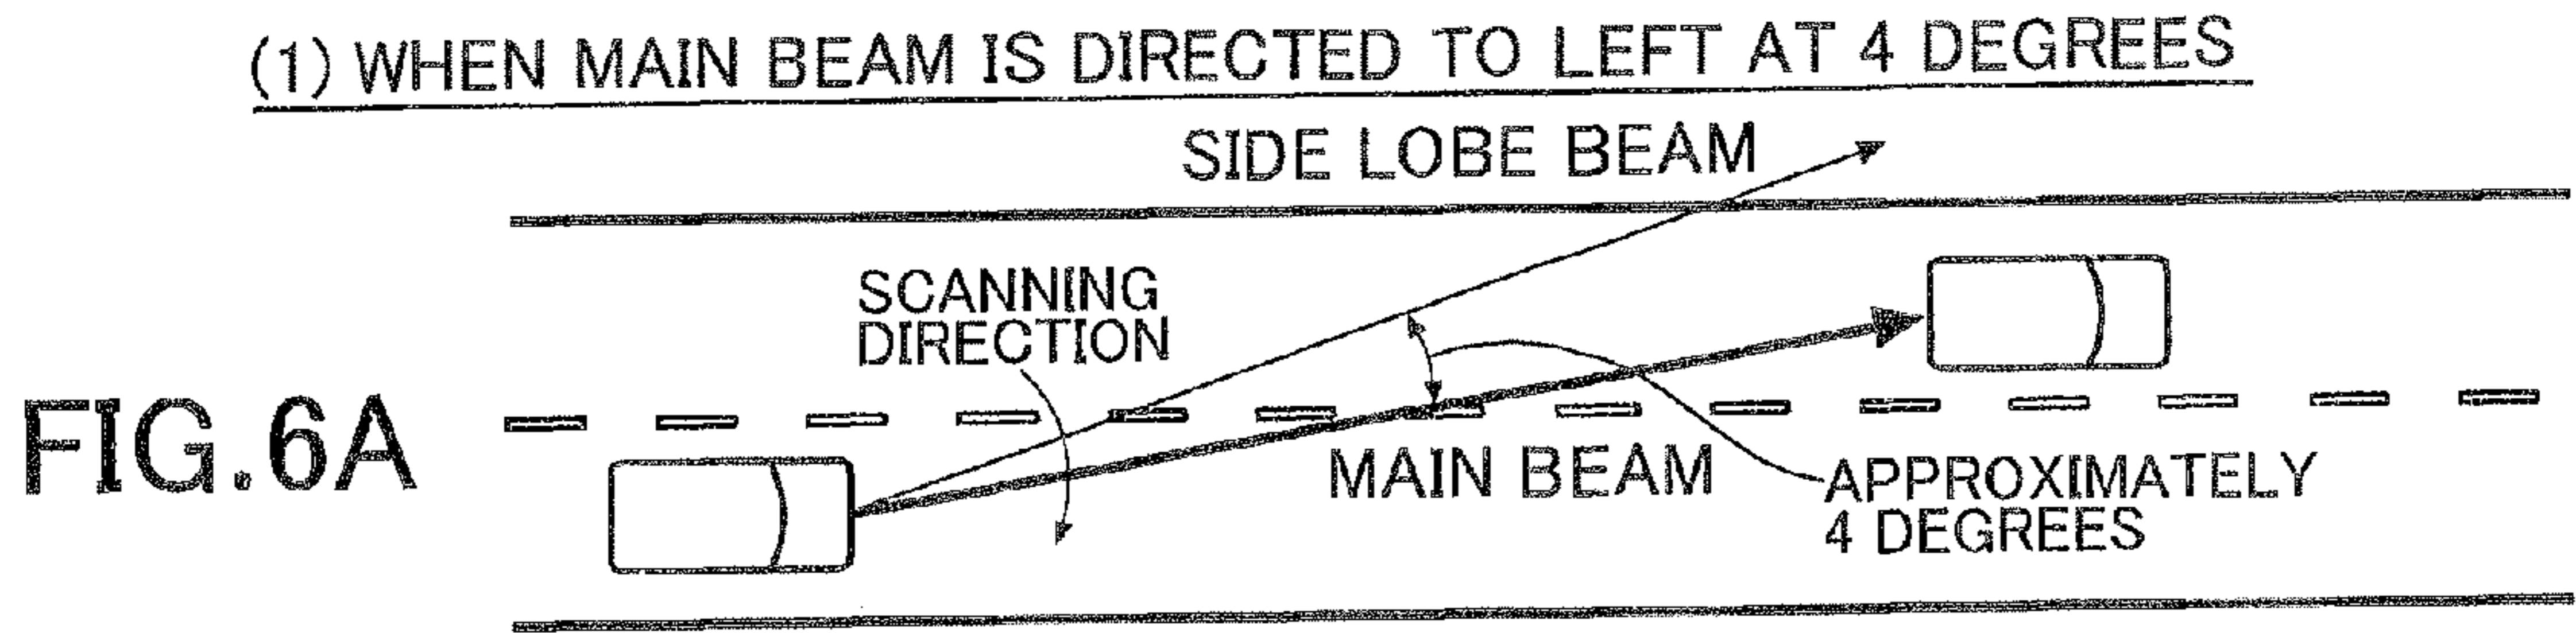 (1) WHEN MAIN BEAM IS DIRECTED TO LEFT AT 4 DEGREES
SIDE LOBE BEAM
SCANNING
DIRECTION
FIG.6A
MAIN BEAM
APPROXIMATELY
4 DEGREES